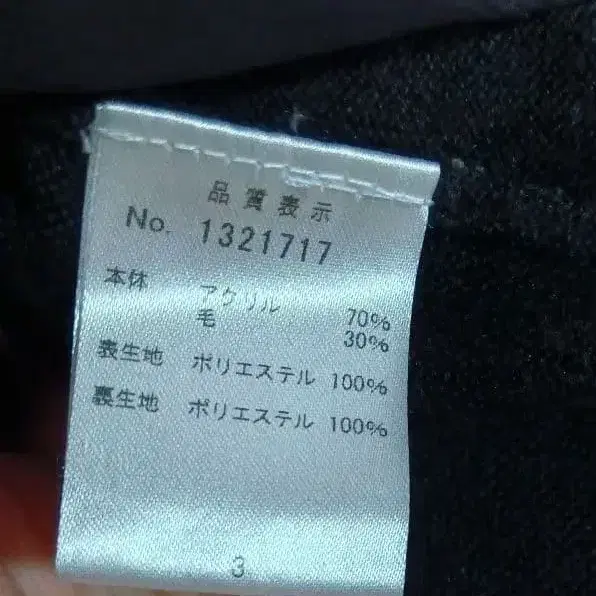 品質表示
No. 1321717
本体 アクリル 70%
毛 30%
表生地 ポリエステル 100%
裏生地 ポリエステル 100%
3